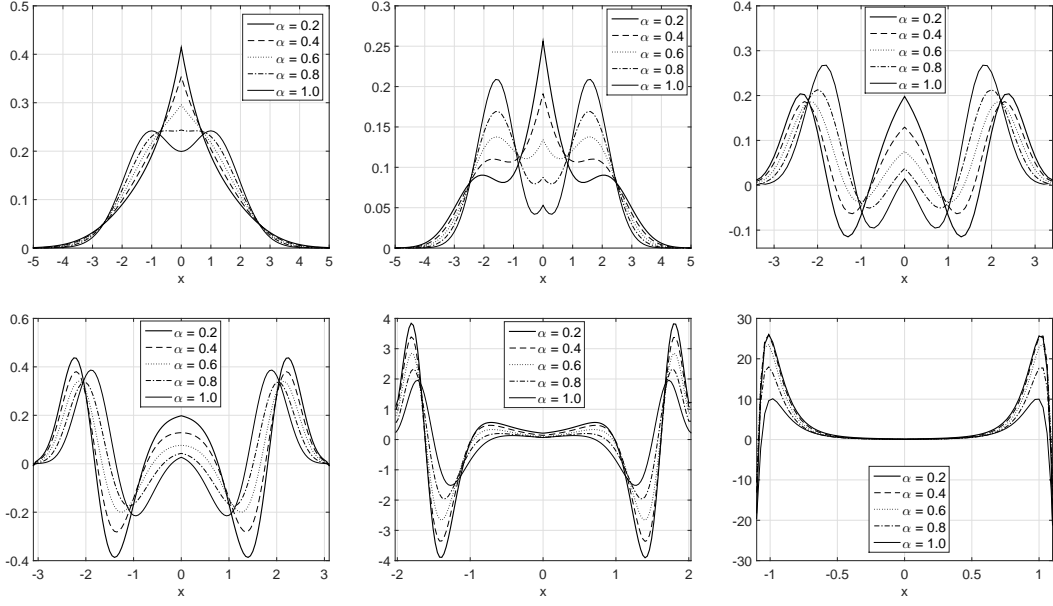 0.5
0.4
0.3
0.2
0.1
0
-5 -4 -3 -2 -1 0 1 2 3 4 5
x
α = 0.2
α = 0.4
α = 0.6
α = 0.8
α = 1.0
0.3
0.25
0.2
0.15
0.1
0.05
0
-5 -4 -3 -2 -1 0 1 2 3 4 5
x
α = 0.2
α = 0.4
α = 0.6
α = 0.8
α = 1.0
0.4
0.3
0.2
0.1
0
-0.1
-3 -2 -1 0 1 2 3
x
α = 0.2
α = 0.4
α = 0.6
α = 0.8
α = 1.0
0.6
0.4
0.2
0
-0.2
-0.4
-3 -2 -1 0 1 2 3
x
α = 0.2
α = 0.4
α = 0.6
α = 0.8
α = 1.0
4
3
2
1
0
-1
-2
-3
-4
-2 -1 0 1 2
x
α = 0.2
α = 0.4
α = 0.6
α = 0.8
α = 1.0
30
20
10
0
-10
-20
-30
-1 -0.5 0 0.5 1
x
α = 0.2
α = 0.4
α = 0.6
α = 0.8
α = 1.0